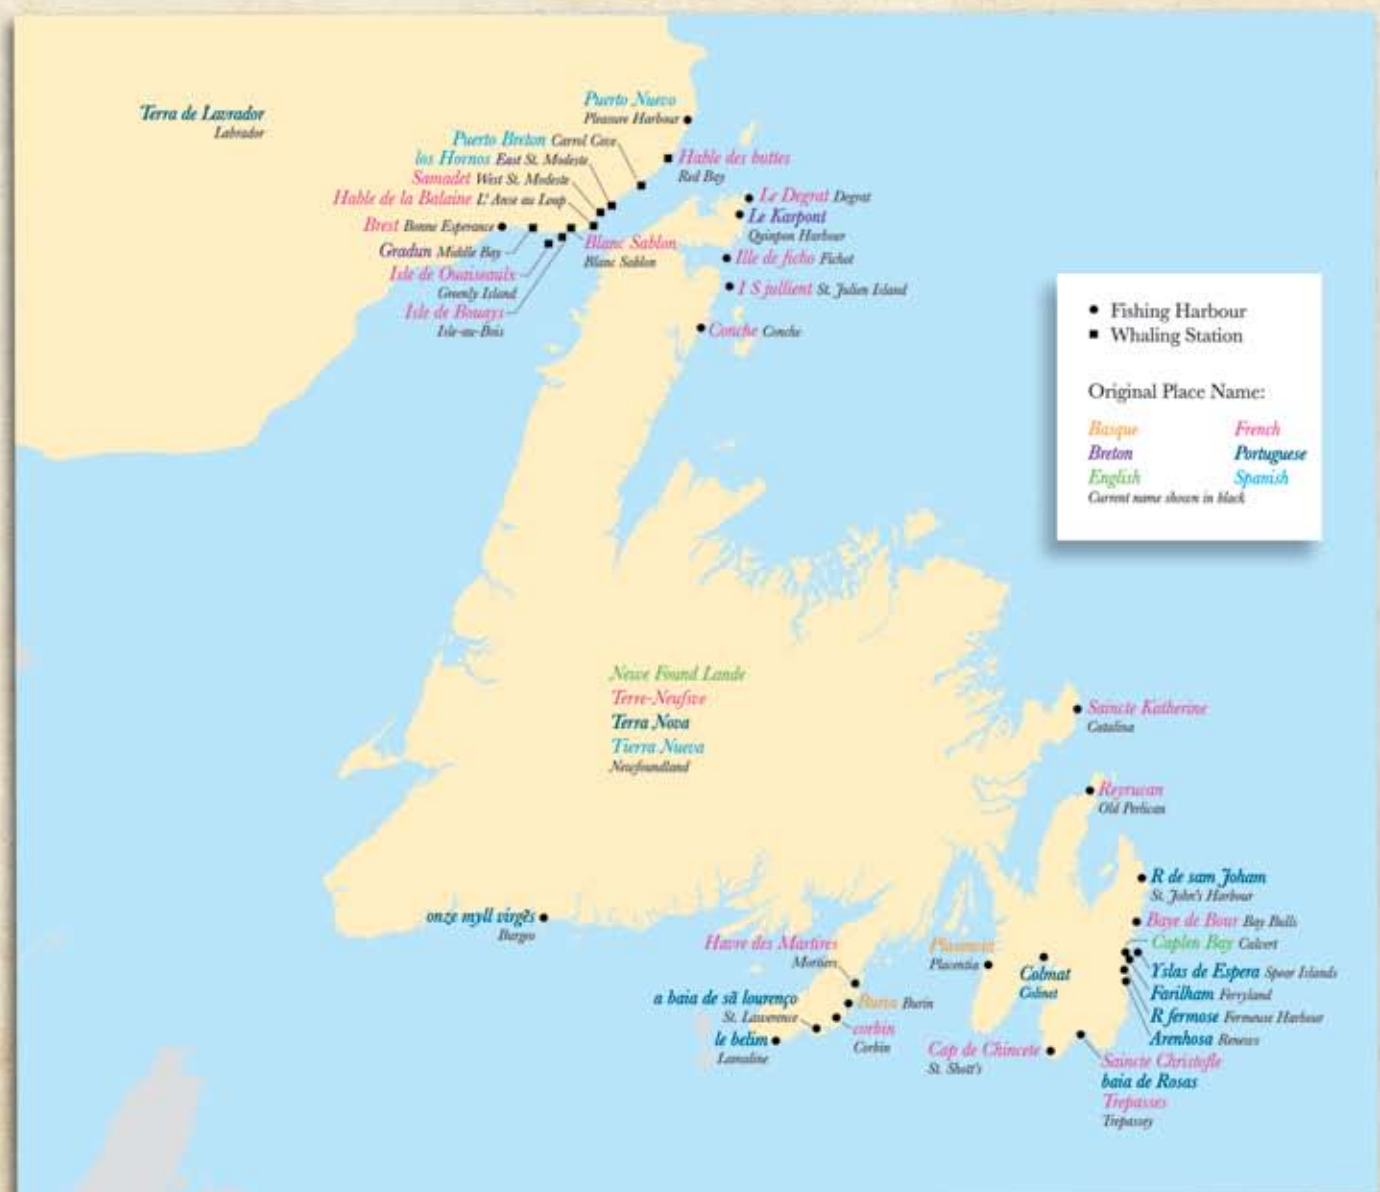 Terra de Lavrador
Labrador
Puerto Nuevo
Pleasure Harbour
Puerto Breton Carrol Cove
los Hornos East St. Modeste
Samadet West St. Modeste
Hable de la Balaine L'Anse au Loup
Brest Bonne Esperance
Gradun Middle Bay
Isle de Ouaiseaulx
Greenly Island
Isle de Bouays
Isle-au-Bois
Hable des buttes
Red Bay
Le Degrat Degrat
Le Karpont
Quinpon Harbour
Blanc Sablon
Blanc Sablon
Ille de ficho Fichot
I S jullient St. Julien Island
Conche Conche
Fishing Harbour
Whaling Station
Original Place Name:
Basque French
Breton Portuguese
English Spanish
Current name shown in black
Newe Found Lande
Terre-Neufsve
Terra Nova
Tierra Nueva
Newfoundland
Saincte Katherine
Catalina
Reyrucan
Old Perlican
R de sam Joham
St. John's Harbour
Baye de Bour Bay Bulls
Caplen Bay Calvert
Yslas de Espera Spear Islands
Farilham Ferryland
R fermose Fermeuse Harbour
Arenhosa Renews
onze myll virgẽs
Burgeo
Havre des Martires
Mortier
a baia de sã lourenço
St. Lawrence
le belim
Lamaline
Buria Burin
corbin
Corbin
Plasencia
Placentia
Colmat
Colinet
Cap de Chincete
St. Shott's
Saincte Christofle
baia de Rosas
Trepasses
Trepassey